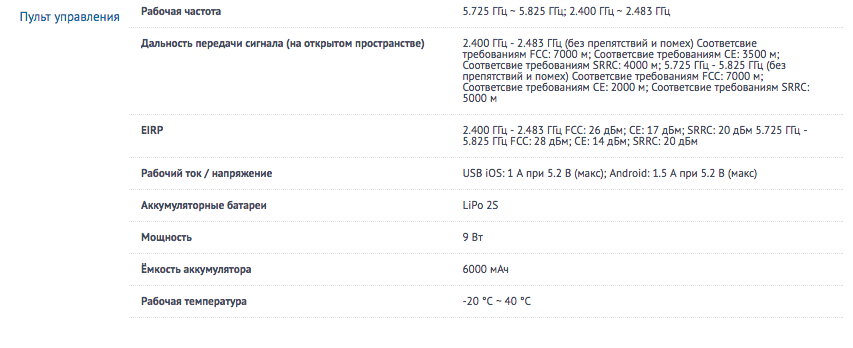 Пульт управления
Рабочая частота
5.725 ГГц ~ 5.825 ГГц; 2.400 ГГц ~ 2.483 ГГц
Дальность передачи сигнала (на открытом пространстве)
2.400 ГГц - 2.483 ГГц (без препятствий и помех) Соответсвие
требованиям FCC: 7000 м; Соответсвие требованиям CE: 3500 м;
Соответсвие требованиям SRRC: 4000 м; 5.725 ГГц - 5.825 ГГц (без
препятствий и помех) Соответсвие требованиям FCC: 7000 м;
Соответсвие требованиям CE: 2000 м; Соответсвие требованиям SRRC:
5000 м
EIRP
2.400 ГГц - 2.483 ГГц FCC: 26 дБм; CE: 17 дБм; SRRC: 20 дБм 5.725 ГГц -
5.825 ГГц FCC: 28 дБм; CE: 14 дБм; SRRC: 20 дБм
Рабочий ток / напряжение
USB iOS: 1 А при 5.2 В (макс); Android: 1.5 А при 5.2 В (макс)
Аккумуляторные батареи
LiPo 2S
Мощность
9 Вт
Ёмкость аккумулятора
6000 мАч
Рабочая температура
-20 °C ~ 40 °C